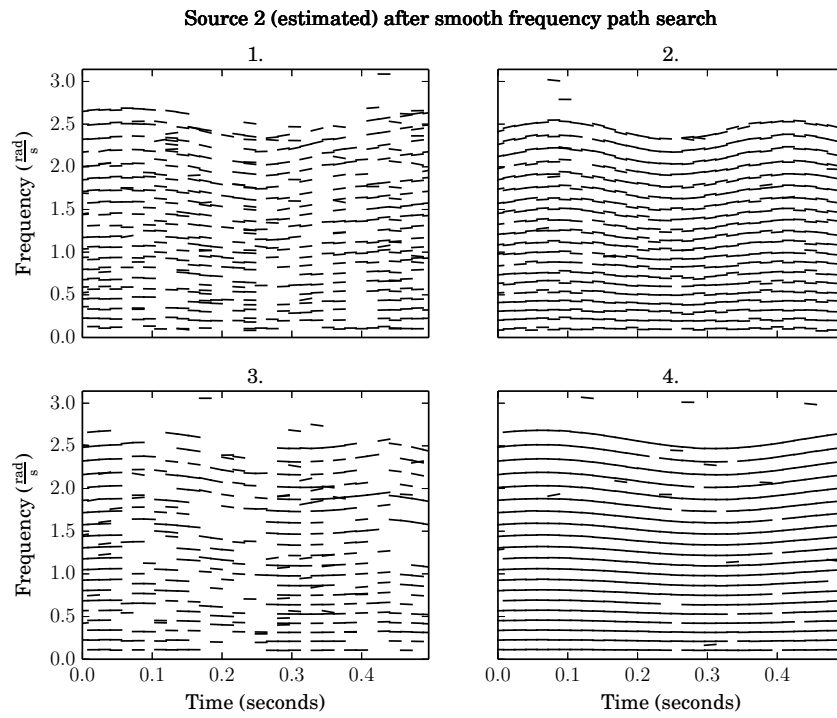 Source 2 (estimated) after smooth frequency path search
1.
2.
3.0
2.5
2.0
1.5
1.0
0.5
0.0
Frequency (rad/s)
3.
4.
3.0
2.5
2.0
1.5
1.0
0.5
0.0
Frequency (rad/s)
0.0 0.1 0.2 0.3 0.4
0.0 0.1 0.2 0.3 0.4
Time (seconds)
Time (seconds)